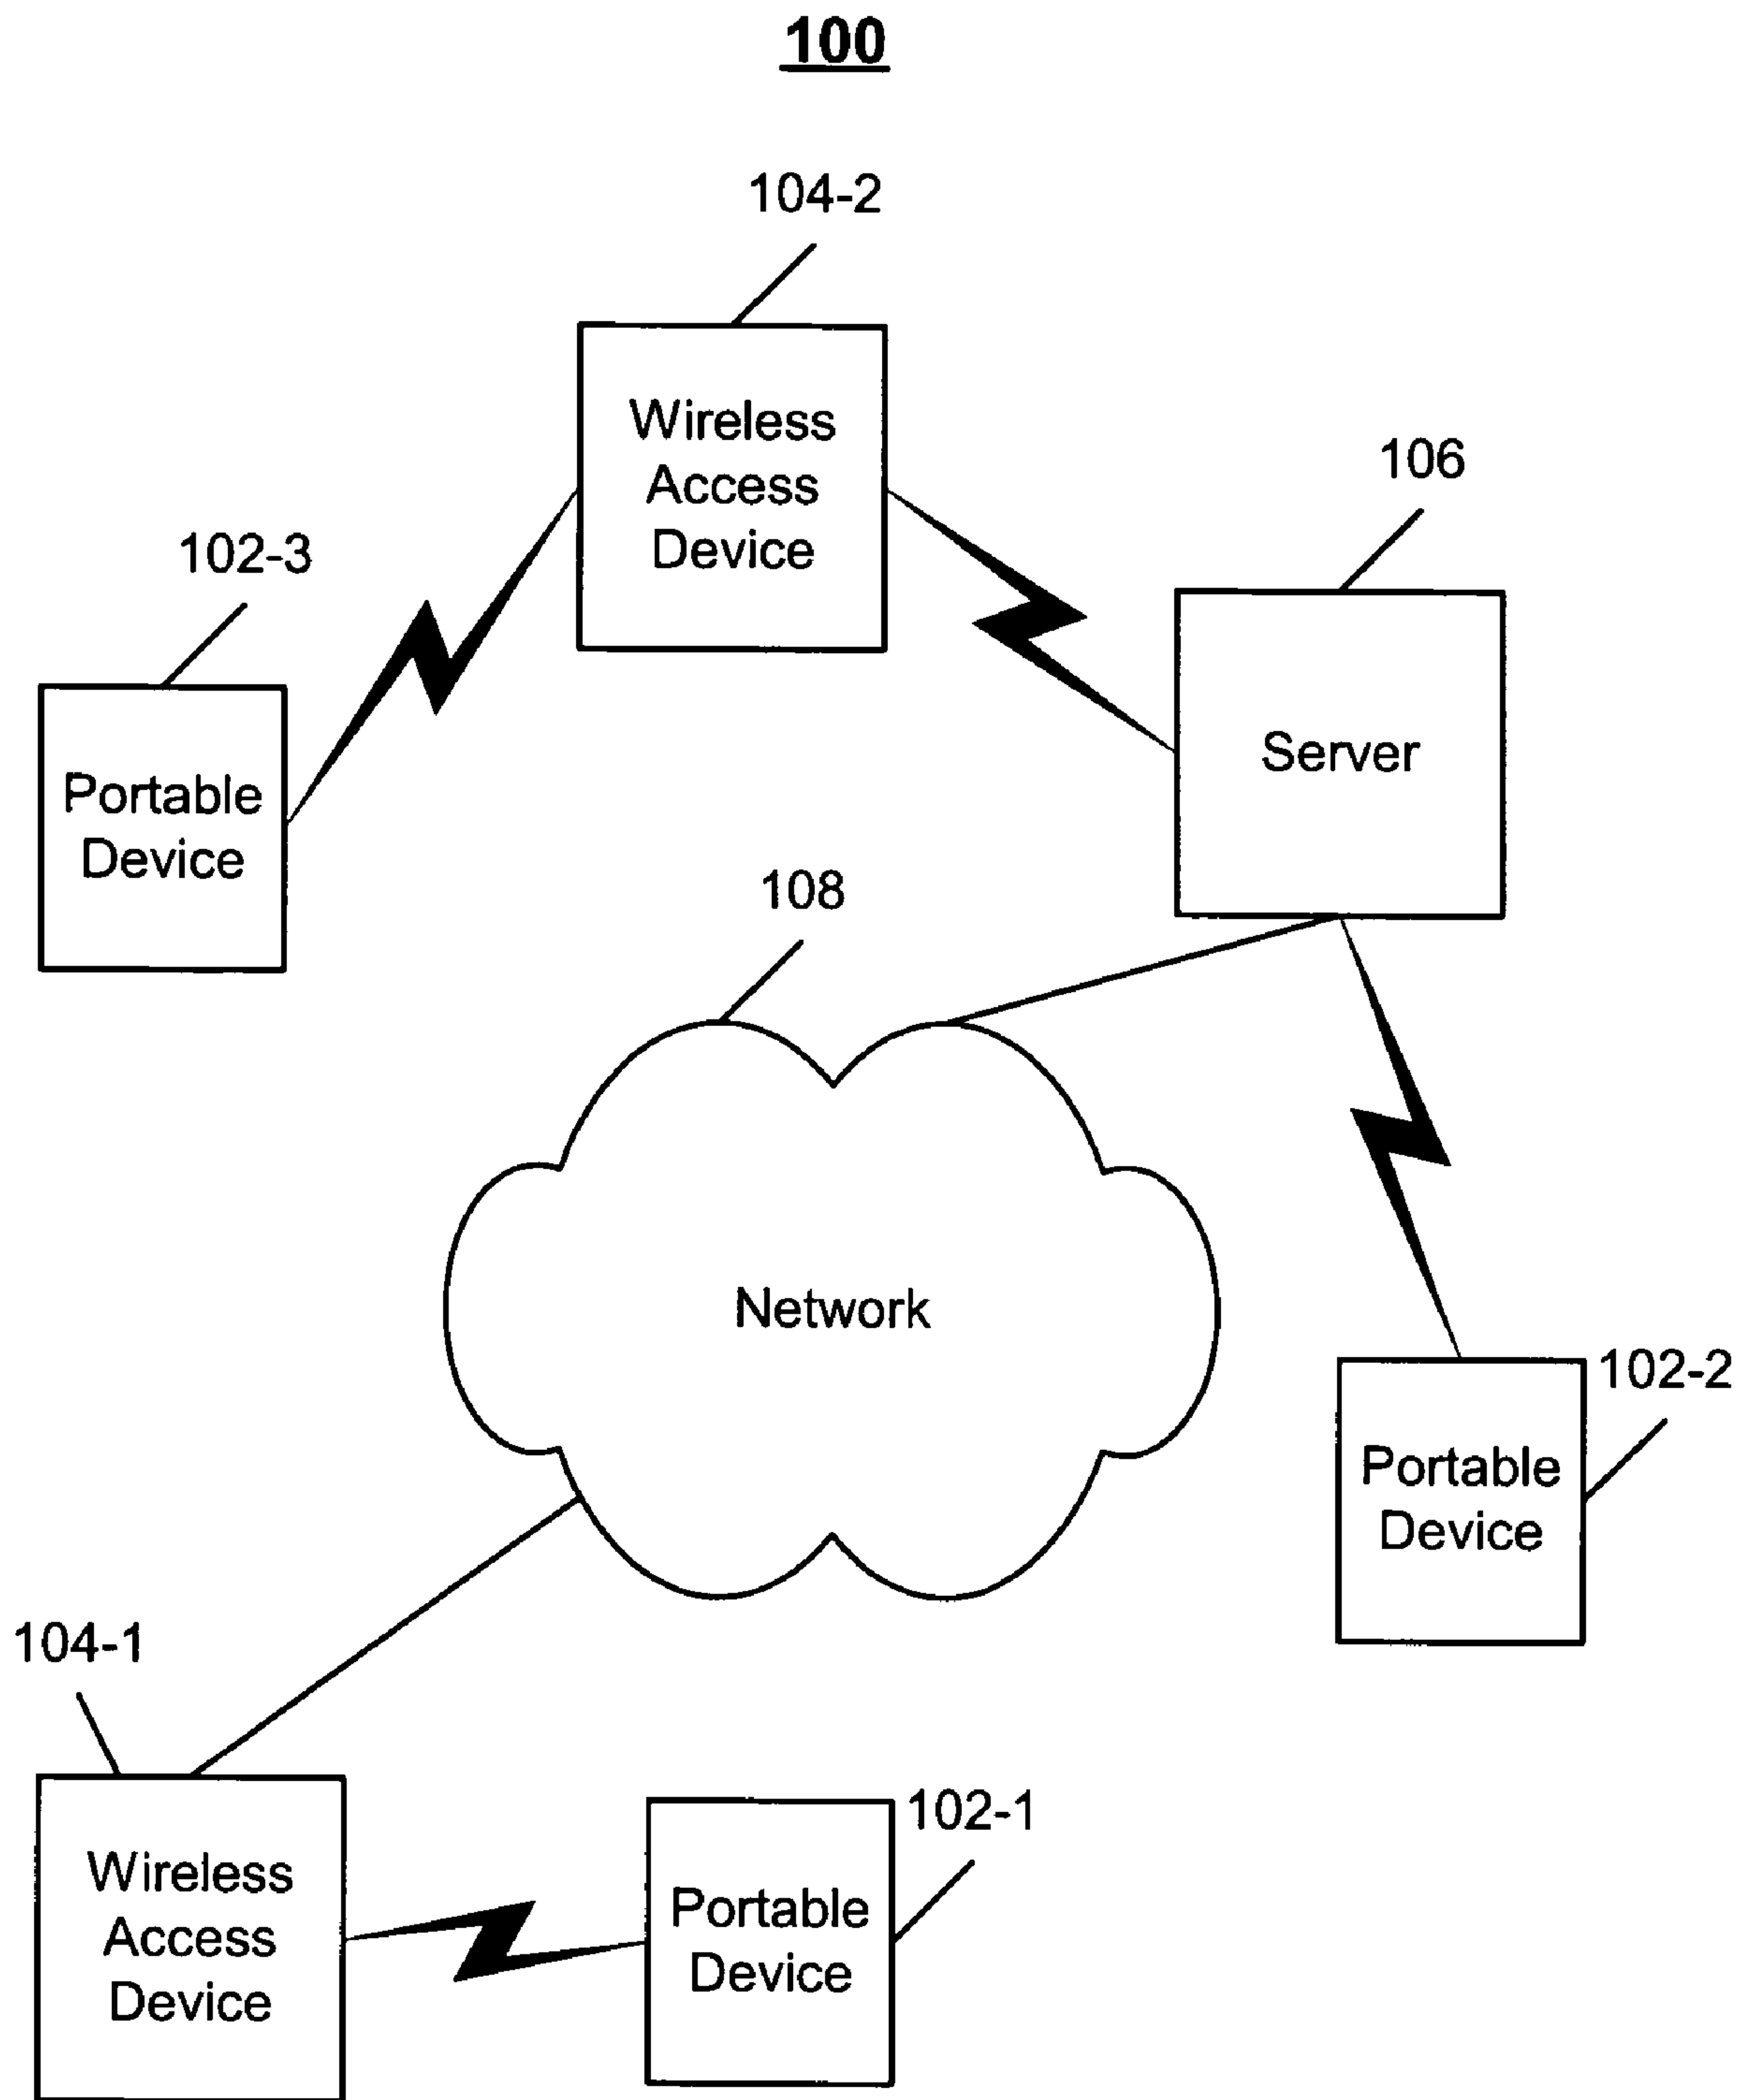 100
104-2
Wireless
Access
Device
106
102-3
Server
Portable
Device
108
Network
102-2
Portable
Device
104-1
102-1
Wireless
Access
Device
Portable
Device